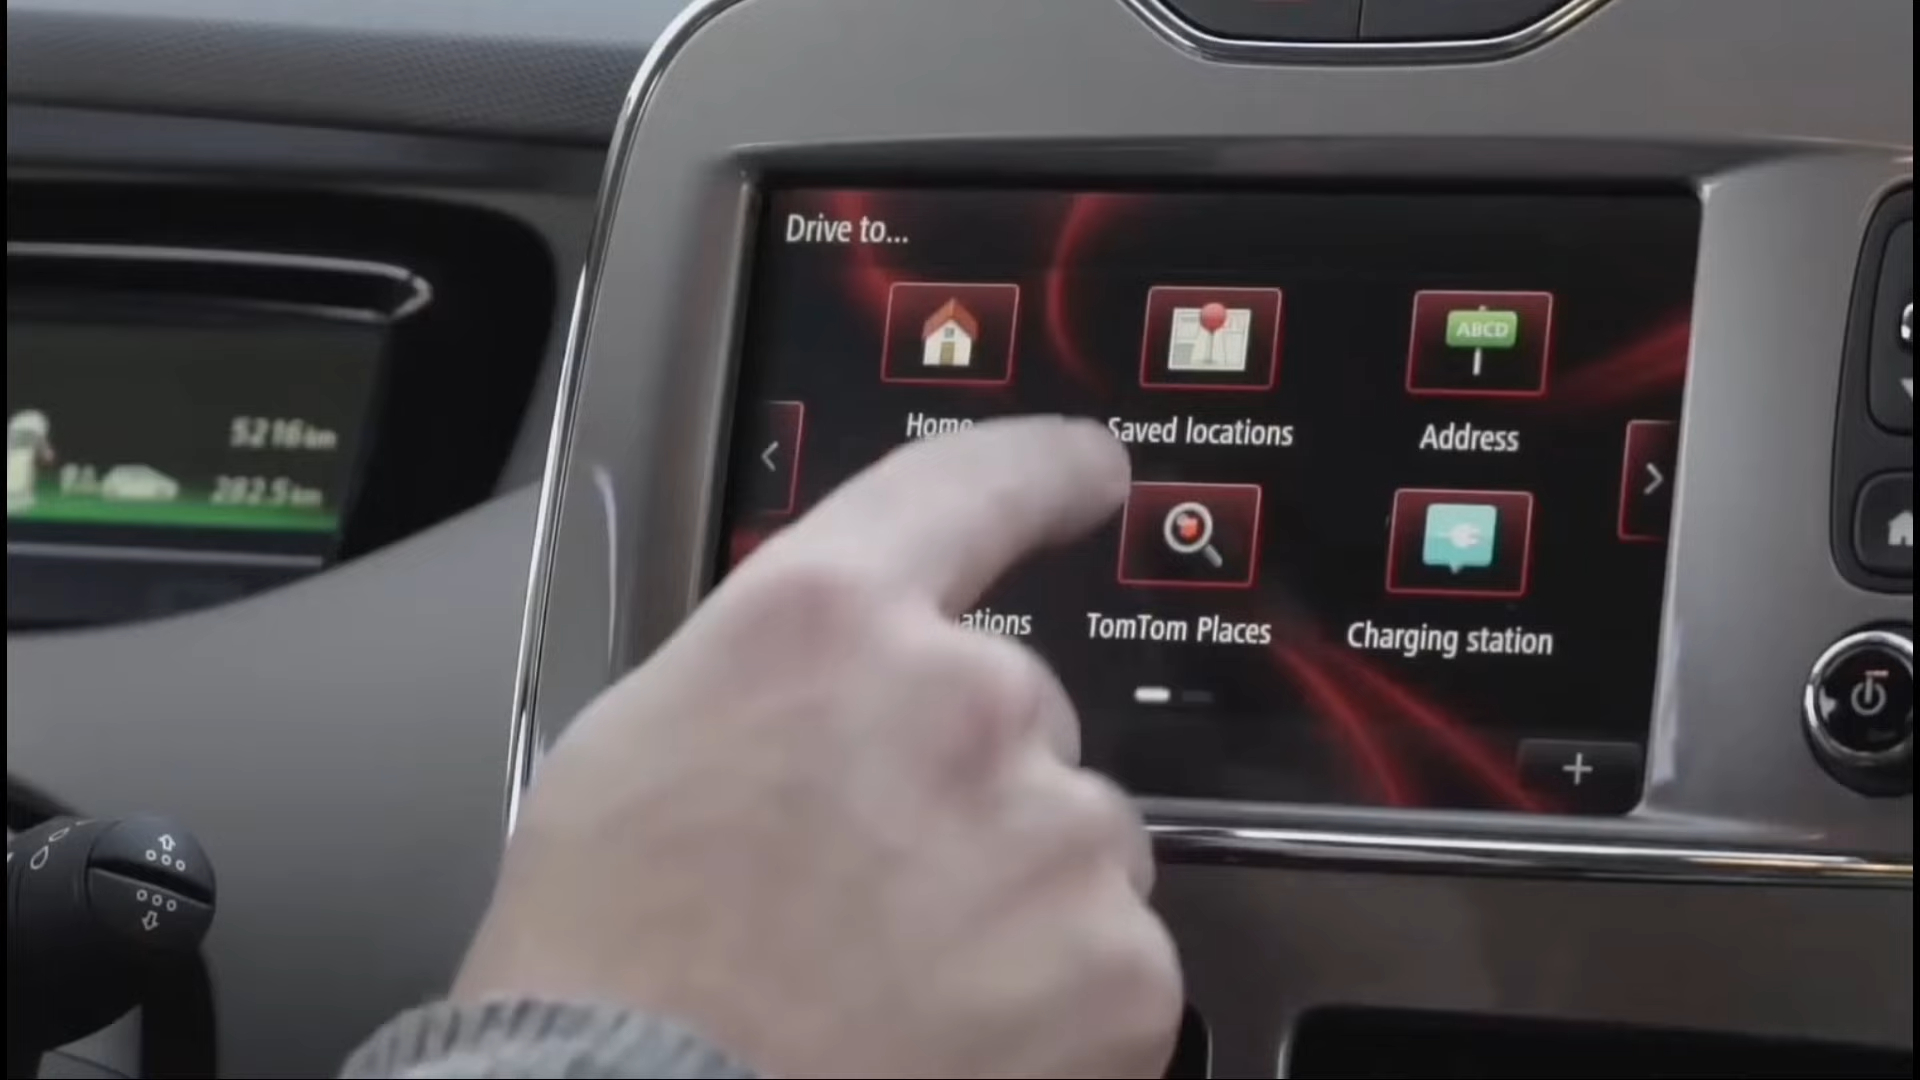 Drive to...
ABCD
Home
Saved locations
Address
ations
TomTom Places
Charging station
5216 km
282.5 km